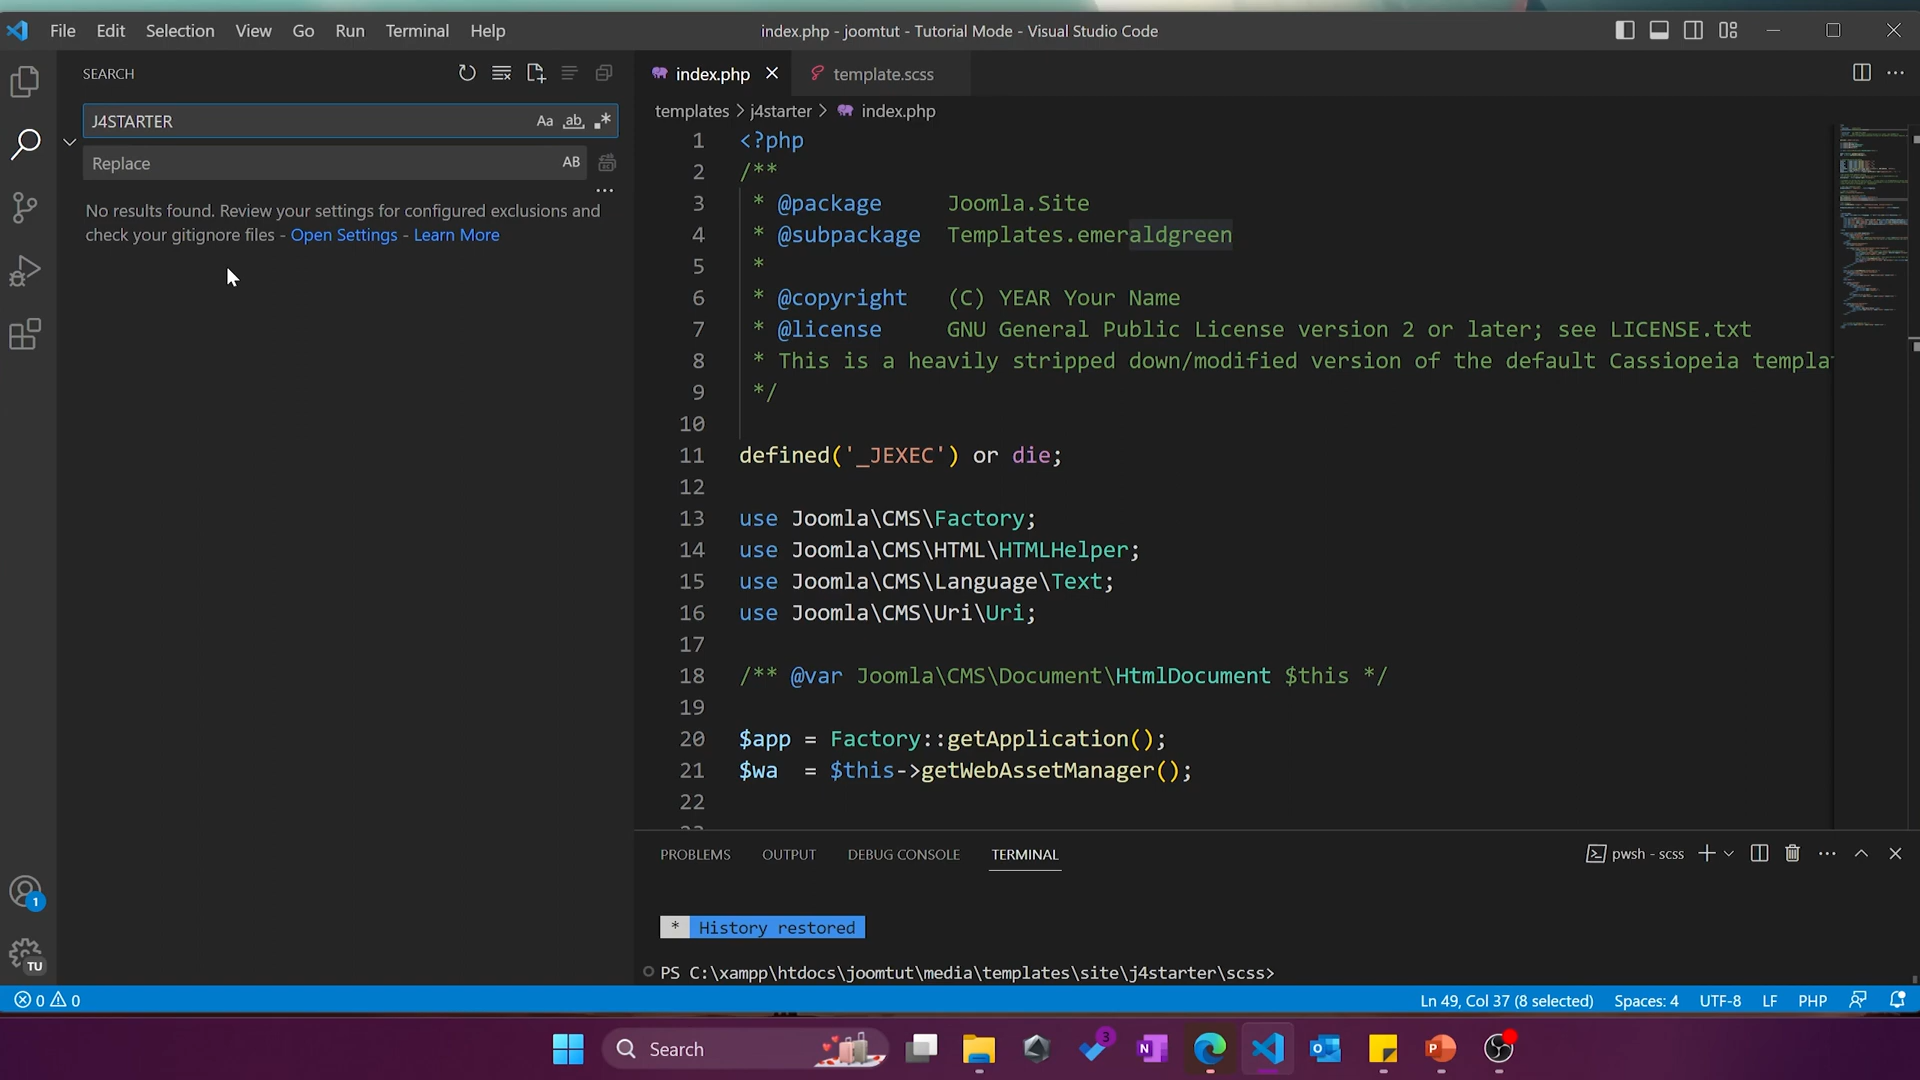 File Edit Selection View Go Run Terminal Help
index.php - joomtut - Tutorial Mode - Visual Studio Code
SEARCH
J4STARTER
Aa ab .*
Replace
AB
...
No results found. Review your settings for configured exclusions and
check your gitignore files - Open Settings - Learn More
index.php
template.scss
templates > j4starter > index.php
1 <?php
2 /**
3 * @package Joomla.Site
4 * @subpackage Templates.emeraldgreen
5 *
6 * @copyright (C) YEAR Your Name
7 * @license GNU General Public License version 2 or later; see LICENSE.txt
8 * This is a heavily stripped down/modified version of the default Cassiopeia templa
9 */
10
11 defined('_JEXEC') or die;
12
13 use Joomla\CMS\Factory;
14 use Joomla\CMS\HTML\HTMLHelper;
15 use Joomla\CMS\Language\Text;
16 use Joomla\CMS\Uri\Uri;
17
18 /** @var Joomla\CMS\Document\HtmlDocument $this */
19
20 $app = Factory::getApplication();
21 $wa = $this->getWebAssetManager();
22
PROBLEMS OUTPUT DEBUG CONSOLE TERMINAL
pwsh - scss
* History restored
PS C:\xampp\htdocs\joomtut\media\templates\site\j4starter\scss>
1
TU
0 0
Ln 49, Col 37 (8 selected) Spaces: 4 UTF-8 LF PHP
Search
3